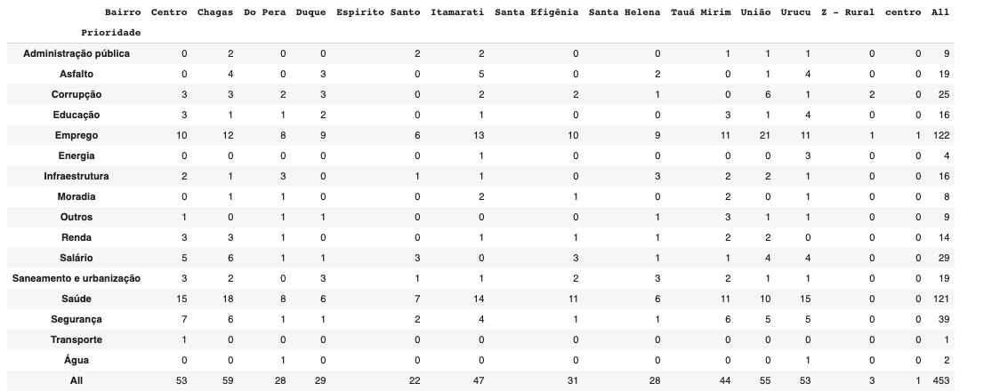 Bairro Centro Chagas Do Pera Duque Espirito Santo Itamarati Santa Efigênia Santa Helena Tauá Mirim União Urucu Z - Rural centro All
Prioridade
Administração pública 0 2 0 0 2 2 0 0 1 1 1 0 0 9
Asfalto 0 4 0 3 0 5 0 2 0 1 4 0 0 19
Corrupção 3 3 2 3 0 2 2 1 0 6 1 2 0 25
Educação 3 1 1 2 0 1 0 0 3 1 4 0 0 16
Emprego 10 12 8 9 6 13 10 9 11 21 11 1 1 122
Energia 0 0 0 0 0 1 0 0 0 0 3 0 0 4
Infraestrutura 2 1 3 0 1 1 0 3 2 2 1 0 0 16
Moradia 0 1 1 0 0 2 1 0 2 0 1 0 0 8
Outros 1 0 1 1 0 0 0 1 3 1 1 0 0 9
Renda 3 3 1 0 0 1 1 1 2 2 0 0 0 14
Salário 5 6 1 1 3 0 3 1 1 4 4 0 0 29
Saneamento e urbanização 3 2 0 3 1 1 2 3 2 1 1 0 0 19
Saúde 15 18 8 6 7 14 11 6 11 10 15 0 0 121
Segurança 7 6 1 1 2 4 1 1 6 5 5 0 0 39
Transporte 1 0 0 0 0 0 0 0 0 0 0 0 0 1
Água 0 0 1 0 0 0 0 0 0 0 1 0 0 2
All 53 59 28 29 22 47 31 28 44 55 53 3 1 453